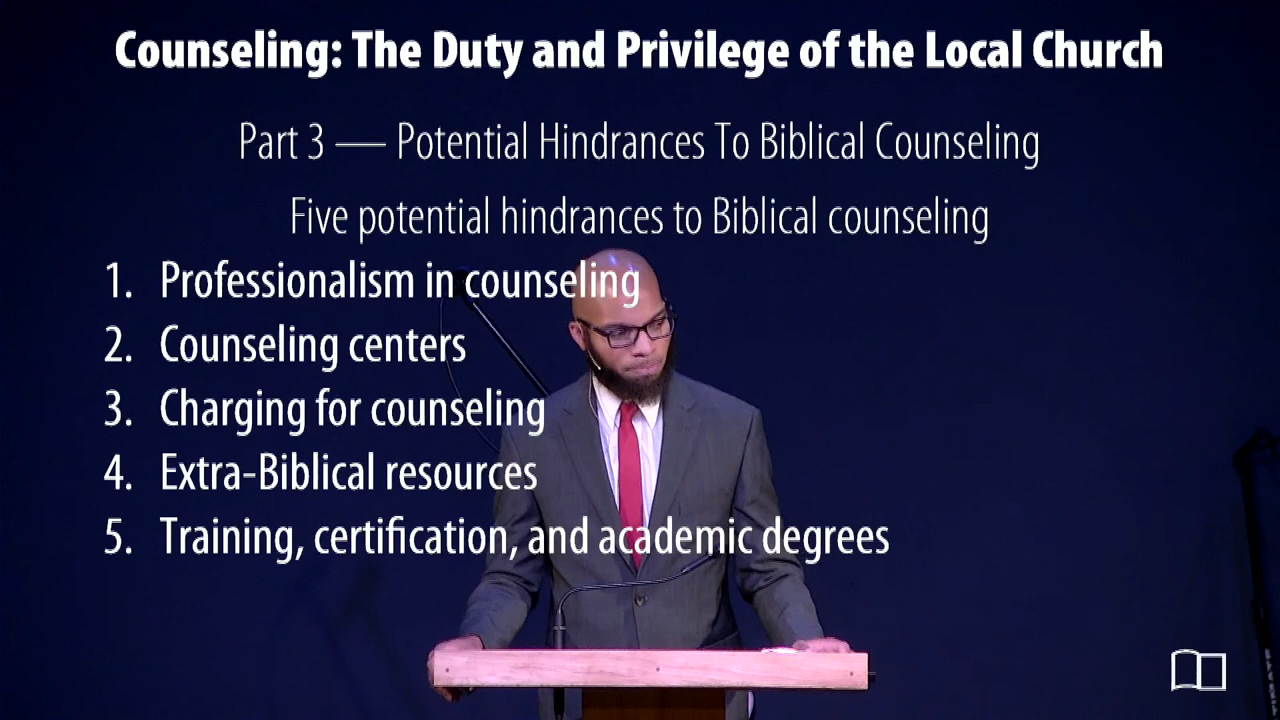 Counseling: The Duty and Privilege of the Local Church
Part 3 — Potential Hindrances To Biblical Counseling
Five potential hindrances to Biblical counseling
1. Professionalism in counseling
2. Counseling centers
3. Charging for counseling
4. Extra-Biblical resources
5. Training, certification, and academic degrees